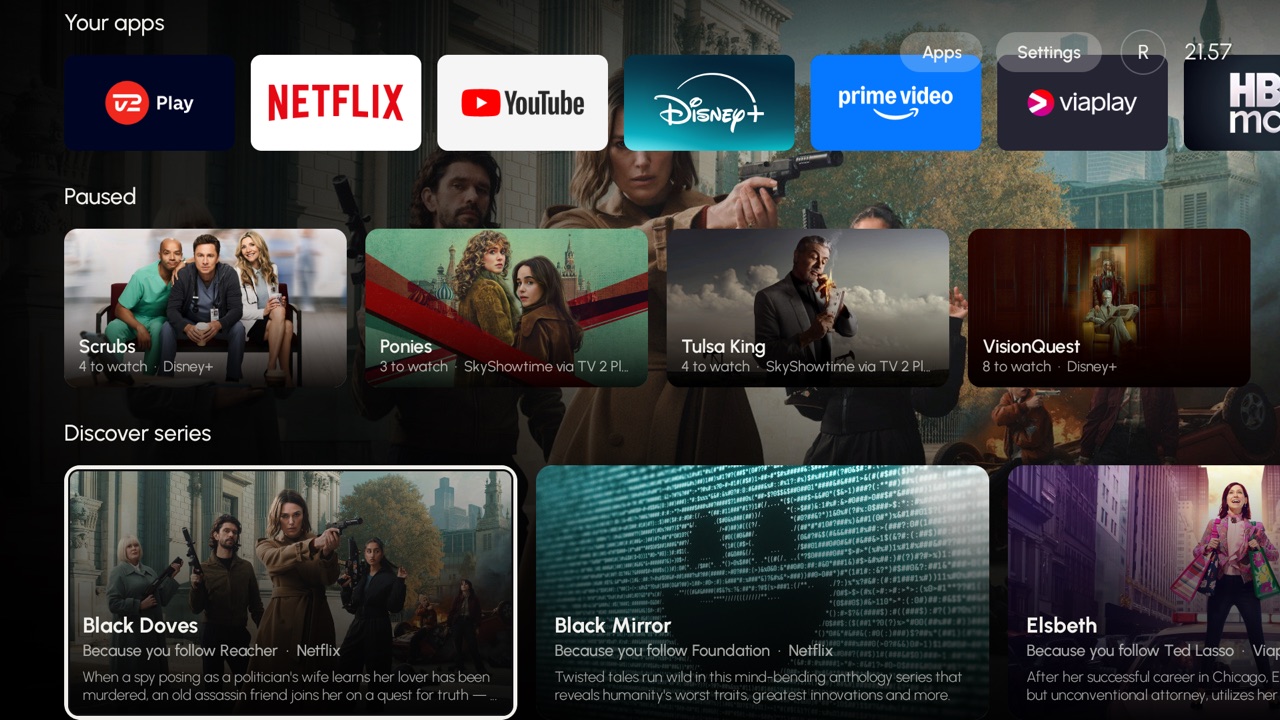 Your apps
Apps
Settings
R
21.57
TV2 Play
NETFLIX
YouTube
Disney+
prime video
viaplay
HB
mo
Paused
Scrubs
4 to watch · Disney+
Ponies
3 to watch · SkyShowtime via TV 2 Pl...
Tulsa King
4 to watch · SkyShowtime via TV 2 Pl...
VisionQuest
8 to watch · Disney+
Discover series
Black Doves
Because you follow Reacher · Netflix
When a spy posing as a politician's wife learns her lover has been
murdered, an old assassin friend joins her on a quest for truth — ...
Black Mirror
Because you follow Foundation · Netflix
Twisted tales run wild in this mind-bending anthology series that
reveals humanity's worst traits, greatest innovations and more.
Elsbeth
Because you follow Ted Lasso · Viap
After her successful career in Chicago, E
but unconventional attorney, utilizes her